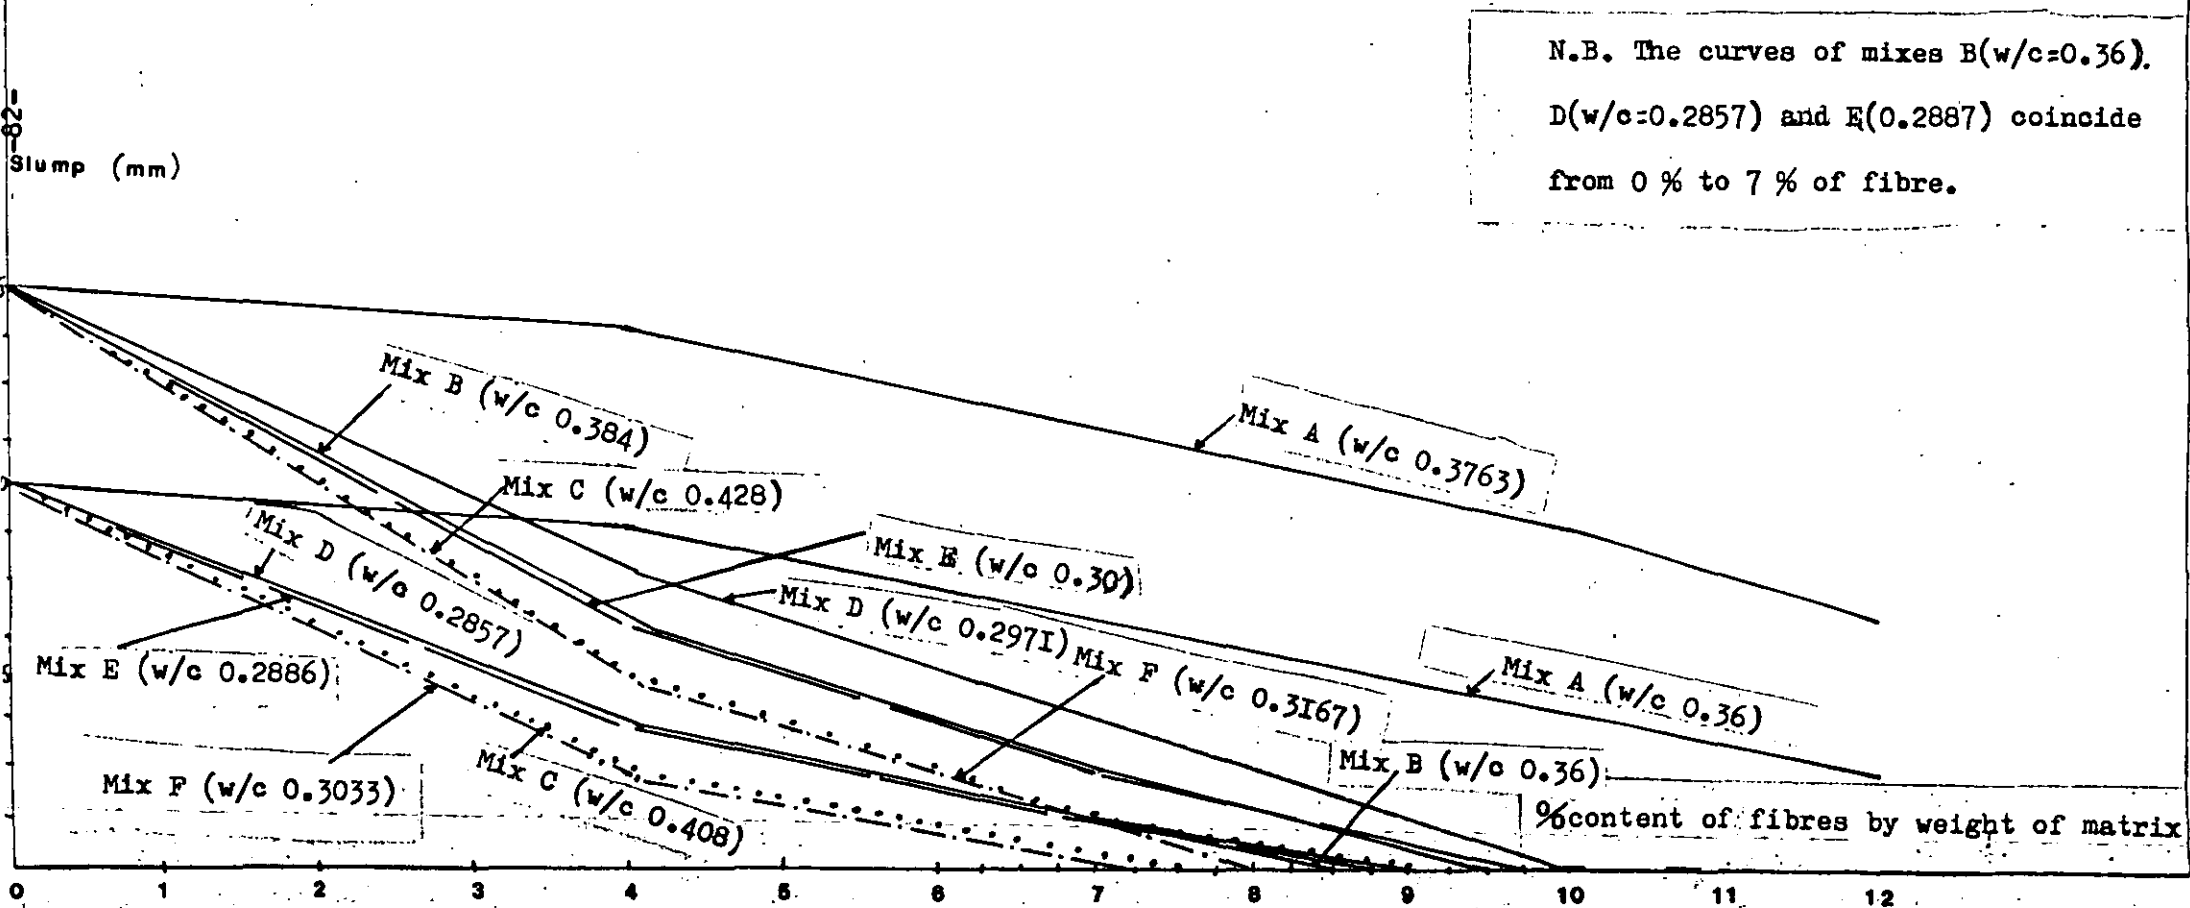 N.B. The curves of mixes B(w/c=0.36).
D(w/c=0.2857) and E(0.2887) coincide
from 0 % to 7 % of fibre.
-82-
Slump (mm)
Mix B (w/c 0.384)
Mix A (w/c 0.3763)
Mix C (w/c 0.428)
Mix D (w/c 0.2857)
Mix E (w/c 0.30)
Mix D (w/c 0.297I)
Mix F (w/c 0.3I67)
Mix E (w/c 0.2886)
Mix A (w/c 0.36)
Mix F (w/c 0.3033)
Mix C (w/c 0.408)
Mix B (w/c 0.36)
%content of fibres by weight of matrix
0 1 2 3 4 5 6 7 8 9 10 11 12